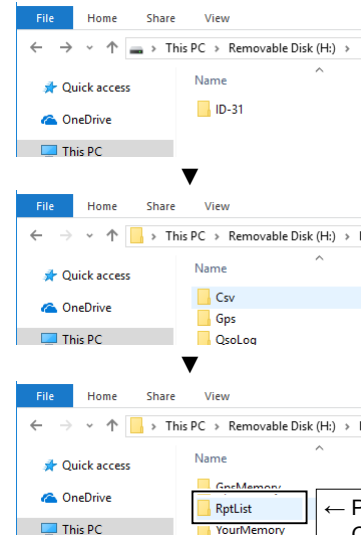 File Home Share View
This PC > Removable Disk (H:) >
Name
Quick access
ID-31
OneDrive
This PC
File Home Share View
This PC > Removable Disk (H:) >
Name
Quick access
Csv
OneDrive
Gps
This PC
QsoLog
File Home Share View
This PC > Removable Disk (H:) >
Name
Quick access
GpsMemory
OneDrive
RptList
← P
This PC
YourMemory